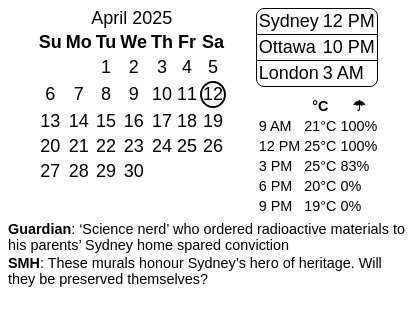 April 2025
Su Mo Tu We Th Fr Sa
1 2 3 4 5
6 7 8 9 10 11 12
13 14 15 16 17 18 19
20 21 22 23 24 25 26
27 28 29 30
Sydney 12 PM
Ottawa 10 PM
London 3 AM
°C ☂
9 AM 21°C 100%
12 PM 25°C 100%
3 PM 25°C 83%
6 PM 20°C 0%
9 PM 19°C 0%
Guardian: ‘Science nerd’ who ordered radioactive materials to
his parents’ Sydney home spared conviction
SMH: These murals honour Sydney’s hero of heritage. Will
they be preserved themselves?